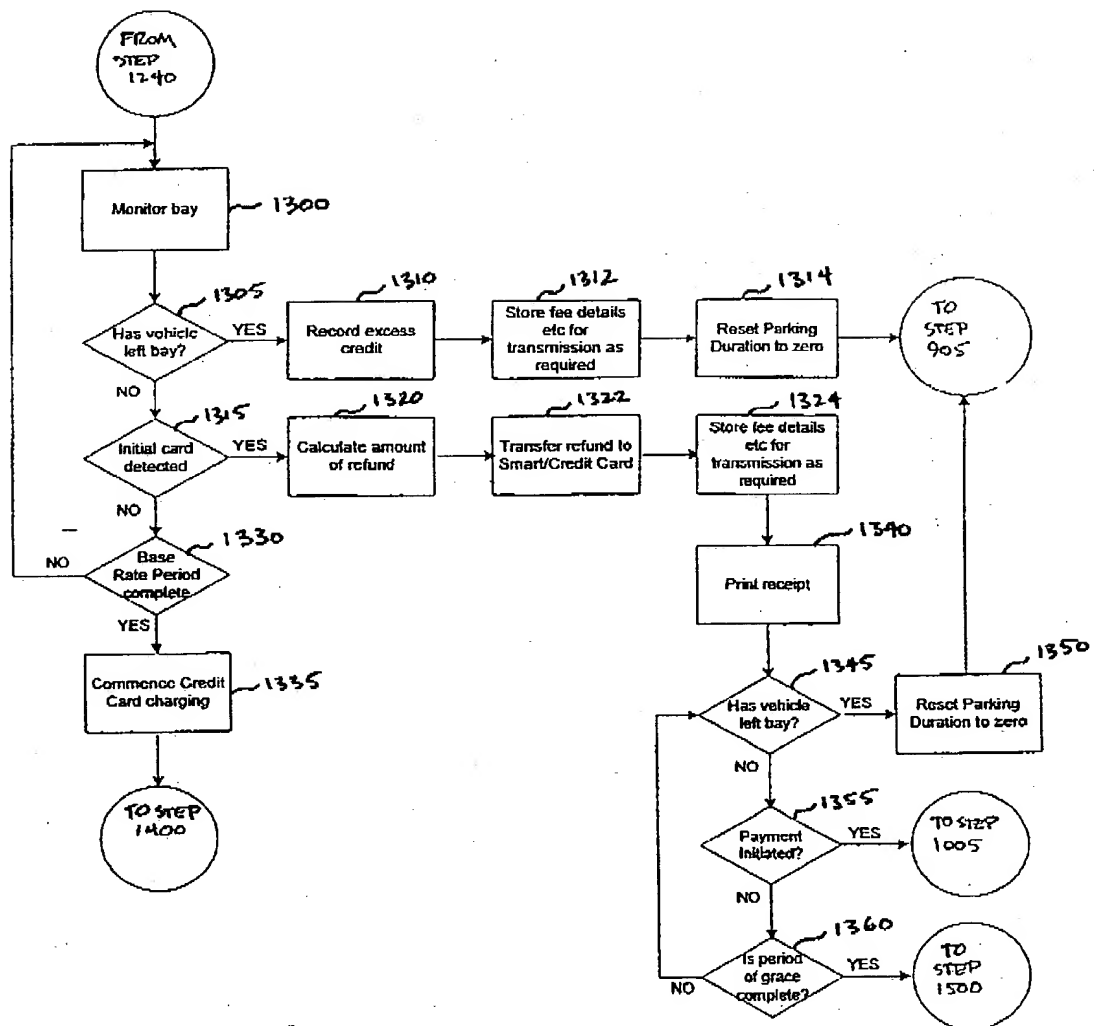 FROM
STEP
1240
Monitor bay
1300
1305
Has vehicle
left bay?
YES
NO
1310
Record excess
credit
1312
Store fee details
etc for
transmission as
required
1314
Reset Parking
Duration to zero
TO
STEP
905
1315
Initial card
detected
YES
NO
1320
Calculate amount
of refund
1322
Transfer refund to
Smart/Credit Card
1324
Store fee details
etc for
transmission as
required
1330
Base
Rate Period
complete
NO
YES
1340
Print receipt
1335
Commence Credit
Card charging
1345
Has vehicle
left bay?
YES
NO
1350
Reset Parking
Duration to zero
TO STEP
1400
1355
Payment
Initiated?
YES
NO
TO STEP
1005
1360
Is period
of grace
complete?
NO
YES
TO
STEP
1500